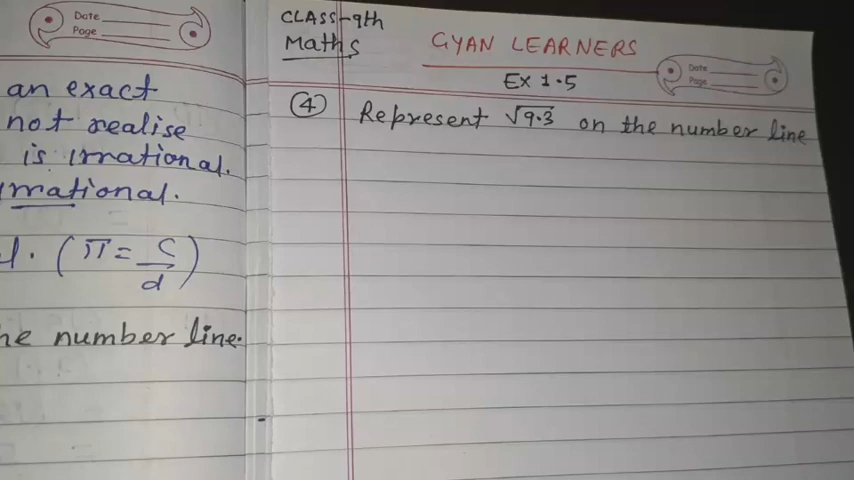 Date
Page
an exact
not realise
is irrational.
irrational.
(π = c/d)
he number line.
CLASS-9th
Maths
GYAN LEARNERS
Date
Page
EX 1.5
④ Represent √9.3 on the number line